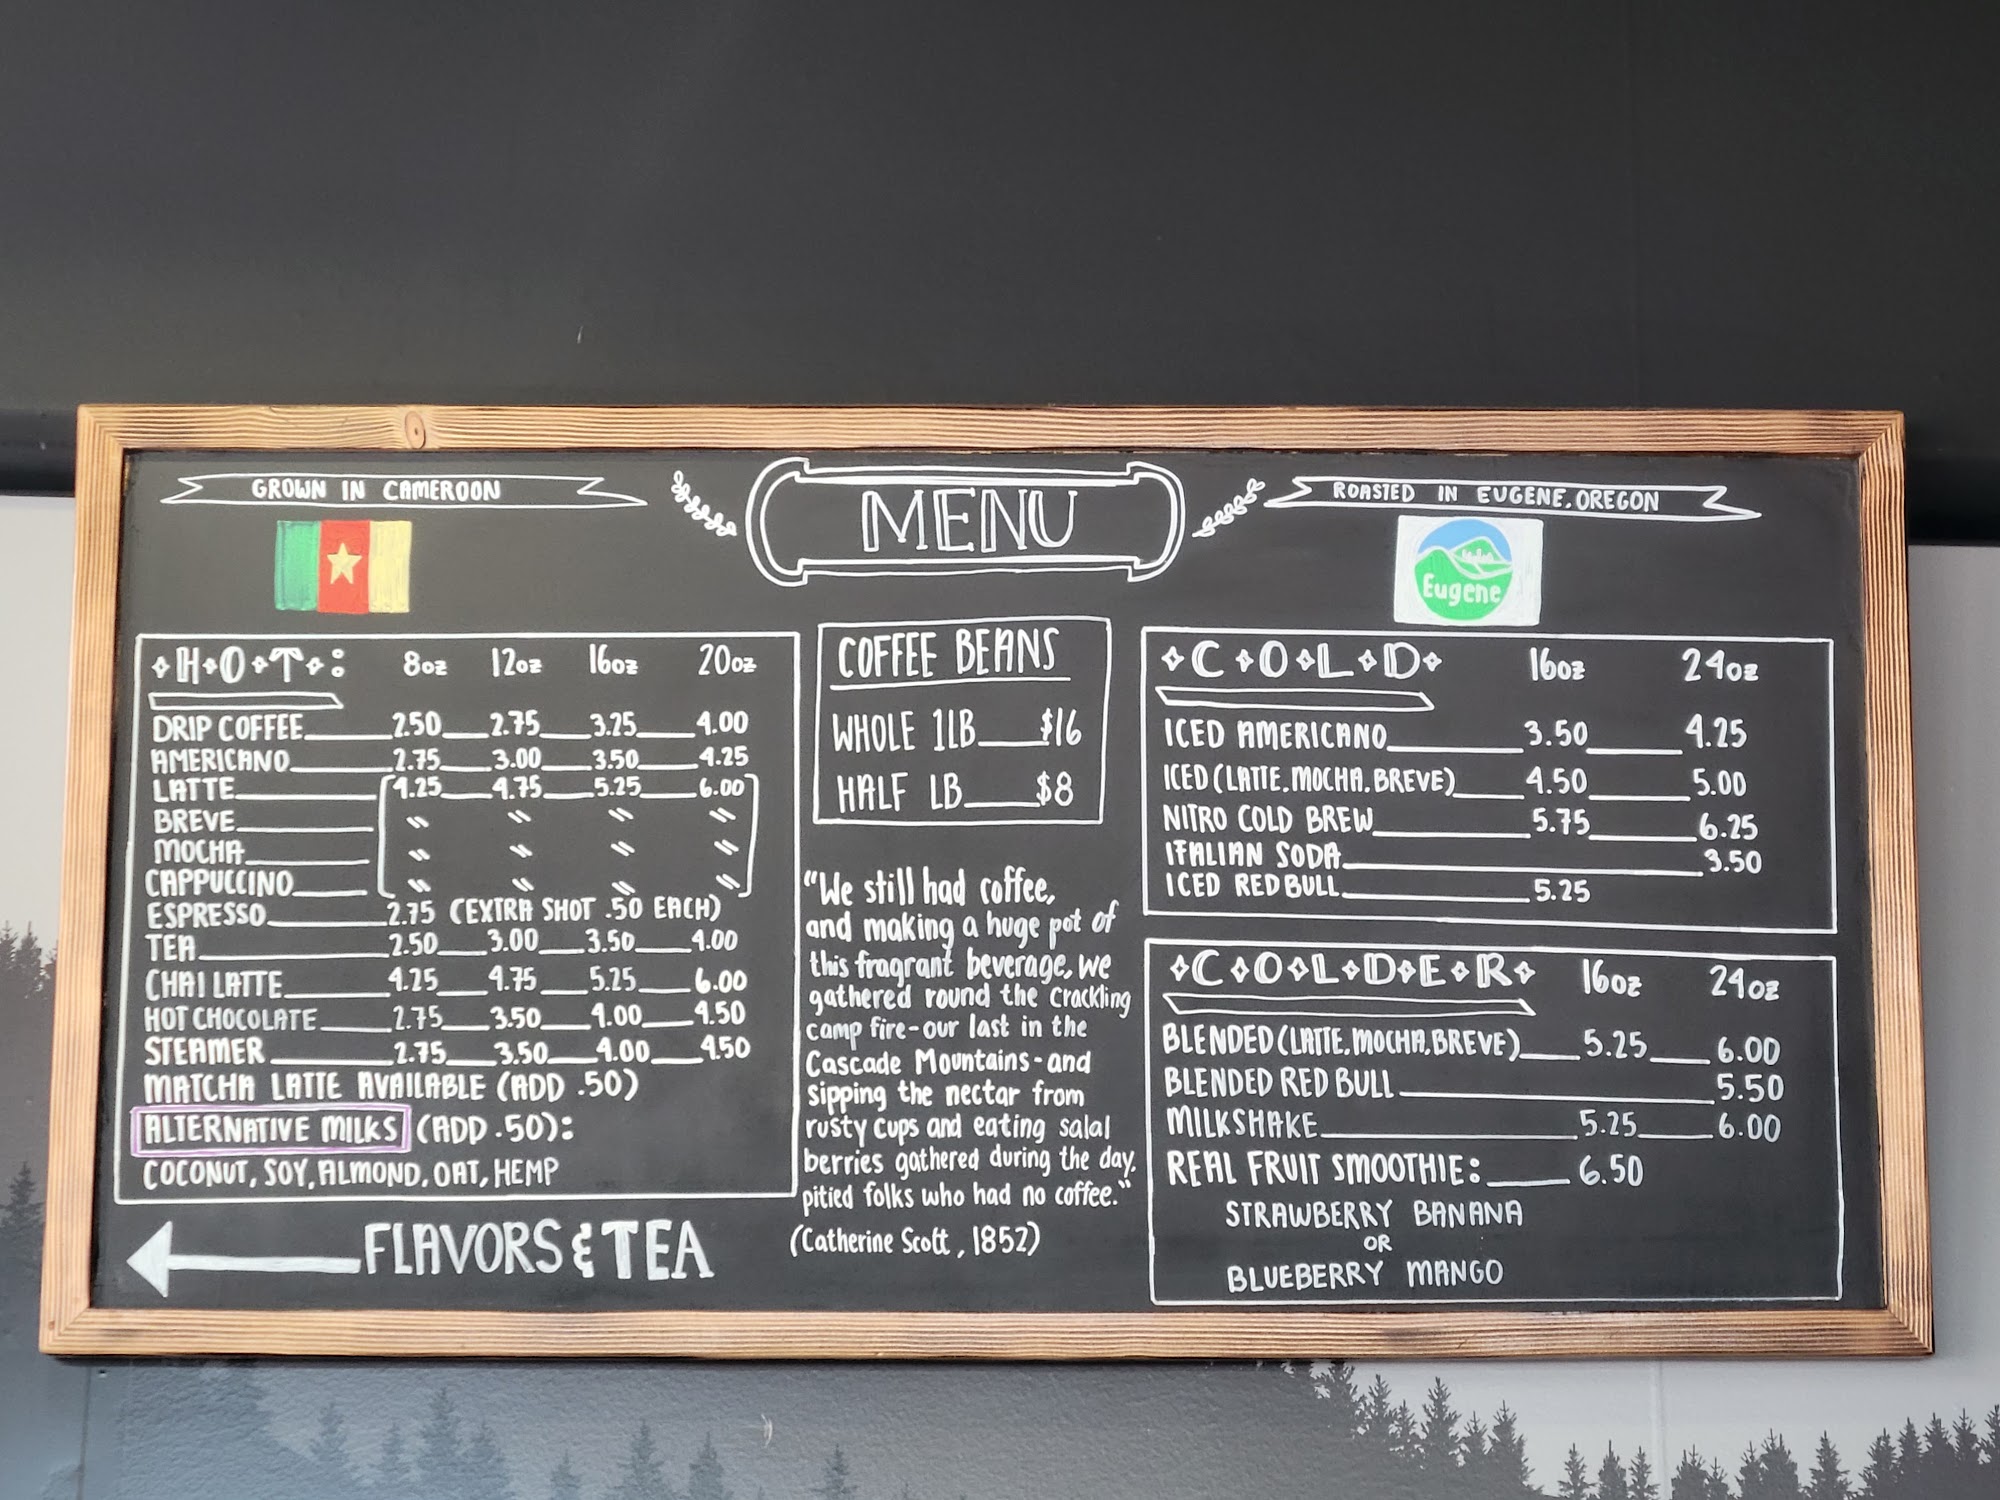 GROWN IN CAMEROON
MENU
ROASTED IN EUGENE, OREGON
Eugene
HOT: 8oz 12oz 16oz 20oz
DRIP COFFEE 2.50 2.75 3.25 4.00
AMERICANO 2.75 3.00 3.50 4.25
LATTE 4.25 4.75 5.25 6.00
BREVE " " " "
MOCHA " " " "
CAPPUCCINO " " " "
ESPRESSO 2.75 (EXTRA SHOT .50 EACH)
TEA 2.50 3.00 3.50 4.00
CHAI LATTE 4.25 4.75 5.25 6.00
HOT CHOCOLATE 2.75 3.50 4.00 4.50
STEAMER 2.75 3.50 4.00 4.50
MATCHA LATTE AVAILABLE (ADD .50)
ALTERNATIVE MILKS (ADD .50):
COCONUT, SOY, ALMOND, OAT, HEMP
FLAVORS & TEA
COFFEE BEANS
WHOLE 1LB $16
HALF LB $8
"We still had coffee,
and making a huge pot of
this fragrant beverage, we
gathered round the crackling
camp fire-our last in the
Cascade Mountains-and
sipping the nectar from
rusty cups and eating salal
berries gathered during the day.
pitied folks who had no coffee."
(Catherine Scott, 1852)
COLD 16oz 24oz
ICED AMERICANO 3.50 4.25
ICED (LATTE, MOCHA, BREVE) 4.50 5.00
NITRO COLD BREW 5.75 6.25
ITALIAN SODA 3.50
ICED RED BULL 5.25
COLDER 16oz 24oz
BLENDED (LATTE, MOCHA, BREVE) 5.25 6.00
BLENDED RED BULL 5.50
MILKSHAKE 5.25 6.00
REAL FRUIT SMOOTHIE: 6.50
STRAWBERRY BANANA
OR
BLUEBERRY MANGO